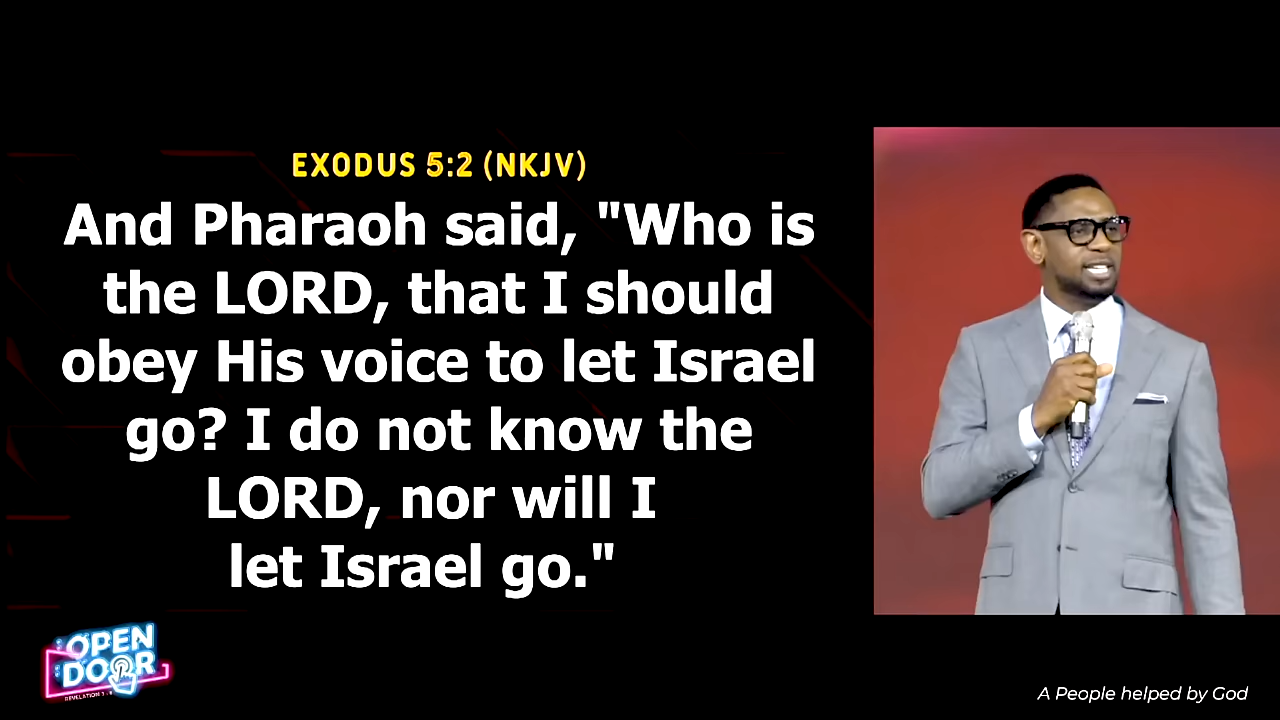 EXODUS 5:2 (NKJV)
And Pharaoh said, "Who is
the LORD, that I should
obey His voice to let Israel
go? I do not know the
LORD, nor will I
let Israel go."
OPEN
DOOR
A People helped by God